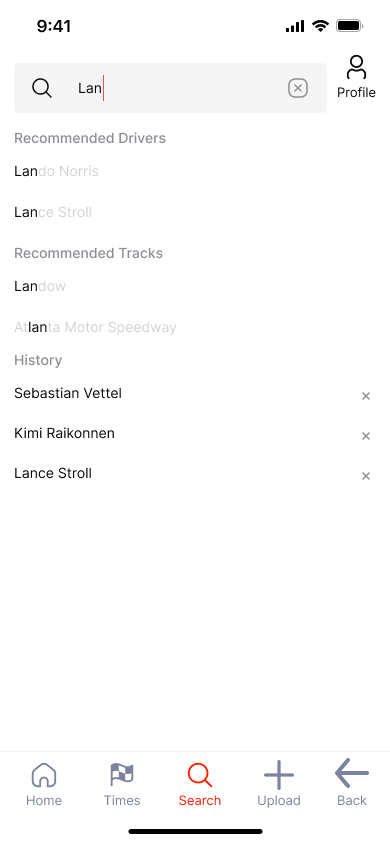 9:41
Lan
Profile
Recommended Drivers
Lando Norris
Lance Stroll
Recommended Tracks
Landow
Atlanta Motor Speedway
History
Sebastian Vettel
Kimi Raikonnen
Lance Stroll
Home Times Search Upload Back